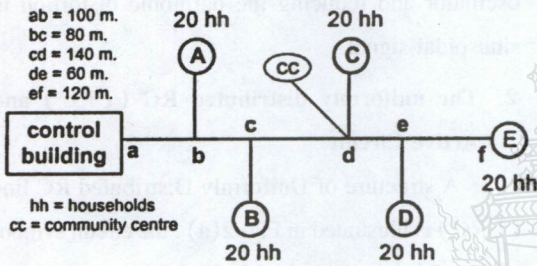 ab = 100 m.
bc = 80 m.
cd = 140 m.
de = 60 m.
ef = 120 m.
20 hh
20 hh
A
CC
C
control
building
a
b
c
d
e
f
E
20 hh
hh = households
cc = community centre
B
D
20 hh
20 hh